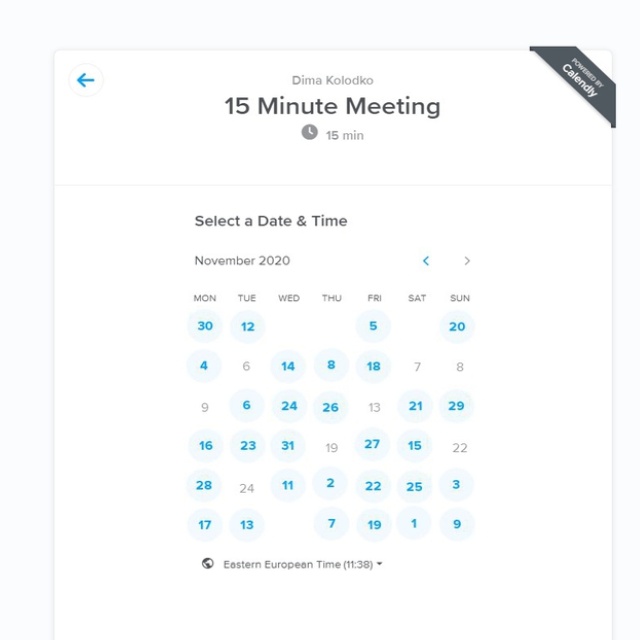 POWERED BY
Calendly
Dima Kolodko
15 Minute Meeting
15 min
Select a Date & Time
November 2020
MON TUE WED THU FRI SAT SUN
30 12 5 20
4 6 14 8 18 7 8
9 6 24 26 13 21 29
16 23 31 19 27 15 22
28 24 11 2 22 25 3
17 13 7 19 1 9
Eastern European Time (11:38)